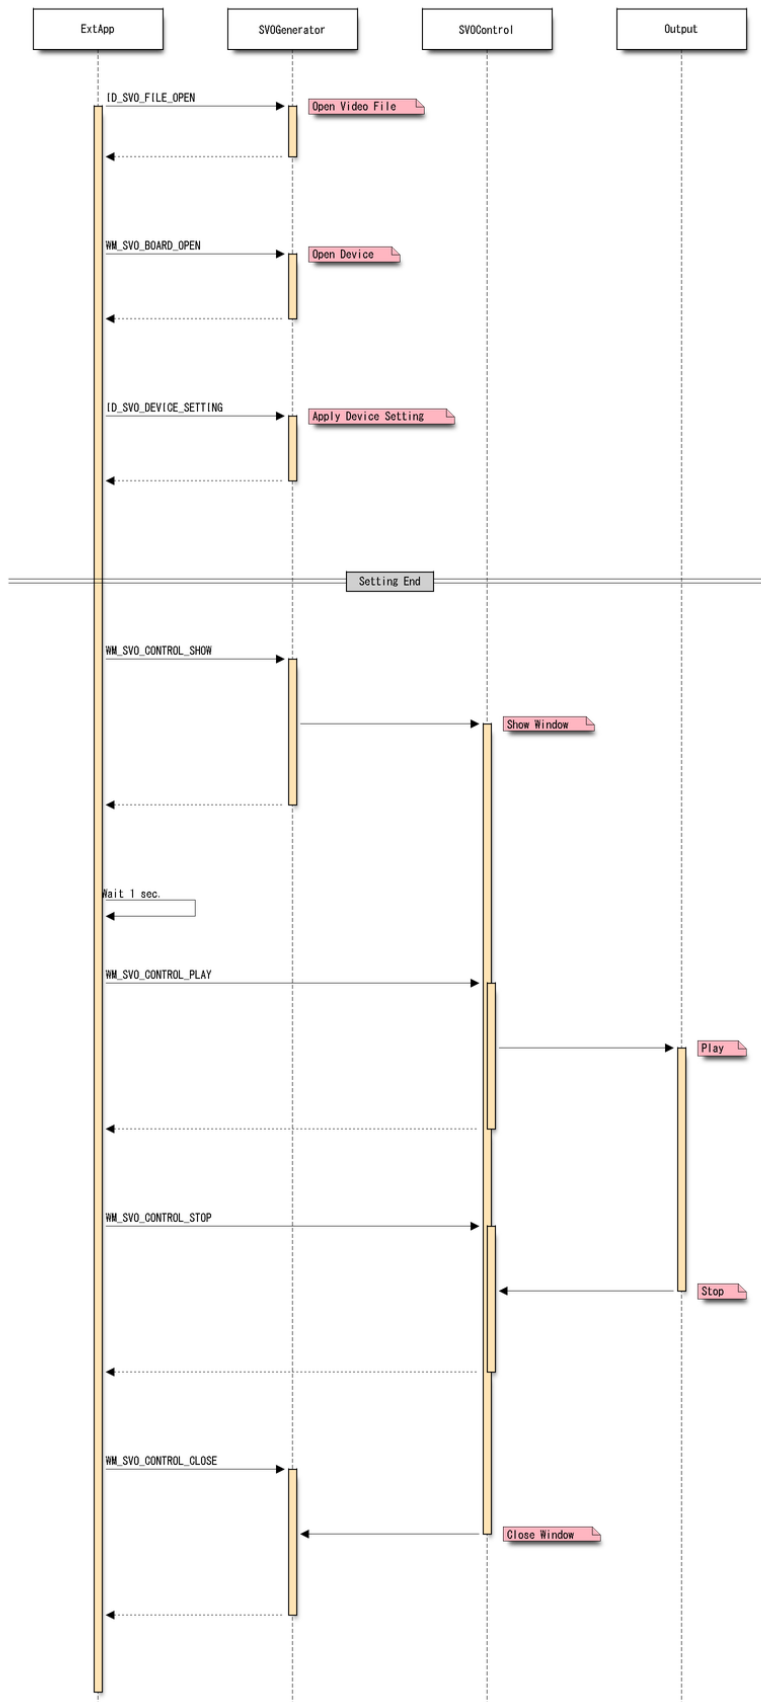 ExtApp
SVOGenerator
SVOControl
Output
ID_SVO_FILE_OPEN
Open Video File
WM_SVO_BOARD_OPEN
Open Device
ID_SVO_DEVICE_SETTING
Apply Device Setting
Setting End
WM_SVO_CONTROL_SHOW
Show Window
Wait 1 sec.
WM_SVO_CONTROL_PLAY
Play
WM_SVO_CONTROL_STOP
Stop
WM_SVO_CONTROL_CLOSE
Close Window